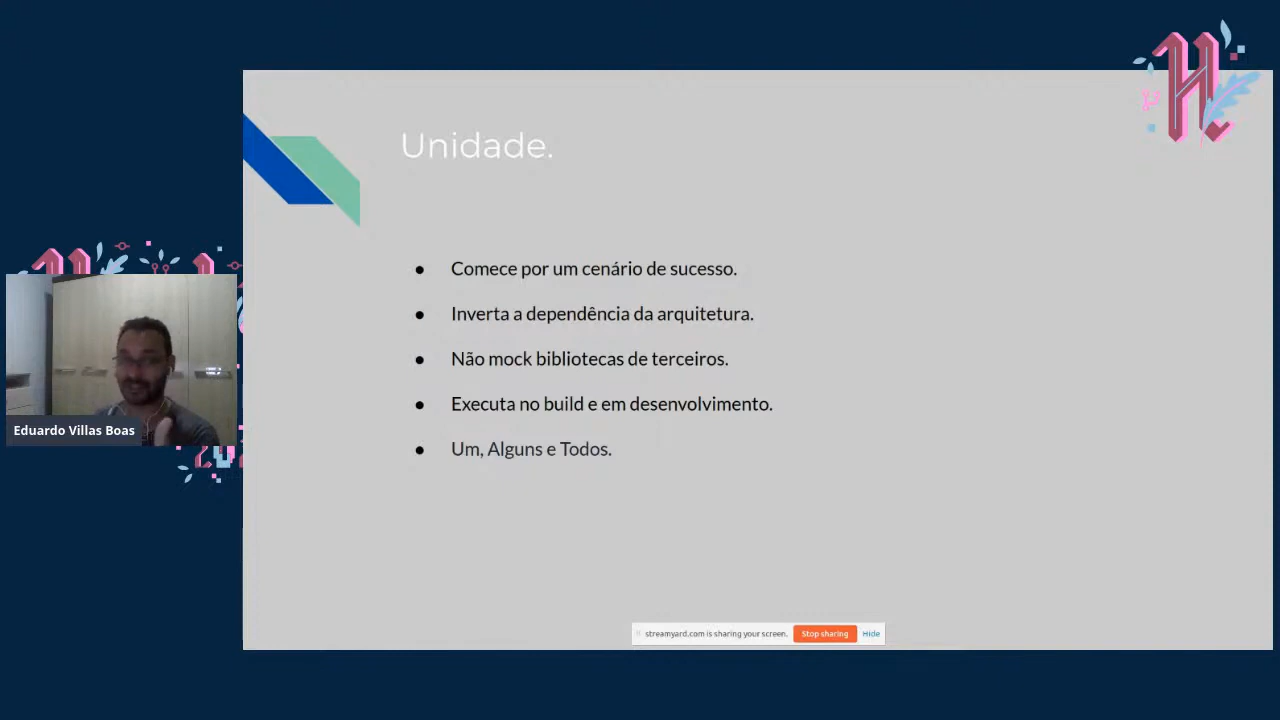 Unidade.
● Comece por um cenário de sucesso.
● Inverta a dependência da arquitetura.
● Não mock bibliotecas de terceiros.
● Executa no build e em desenvolvimento.
● Um, Alguns e Todos.
Eduardo Villas Boas
streamyard.com is sharing your screen. Stop sharing Hide